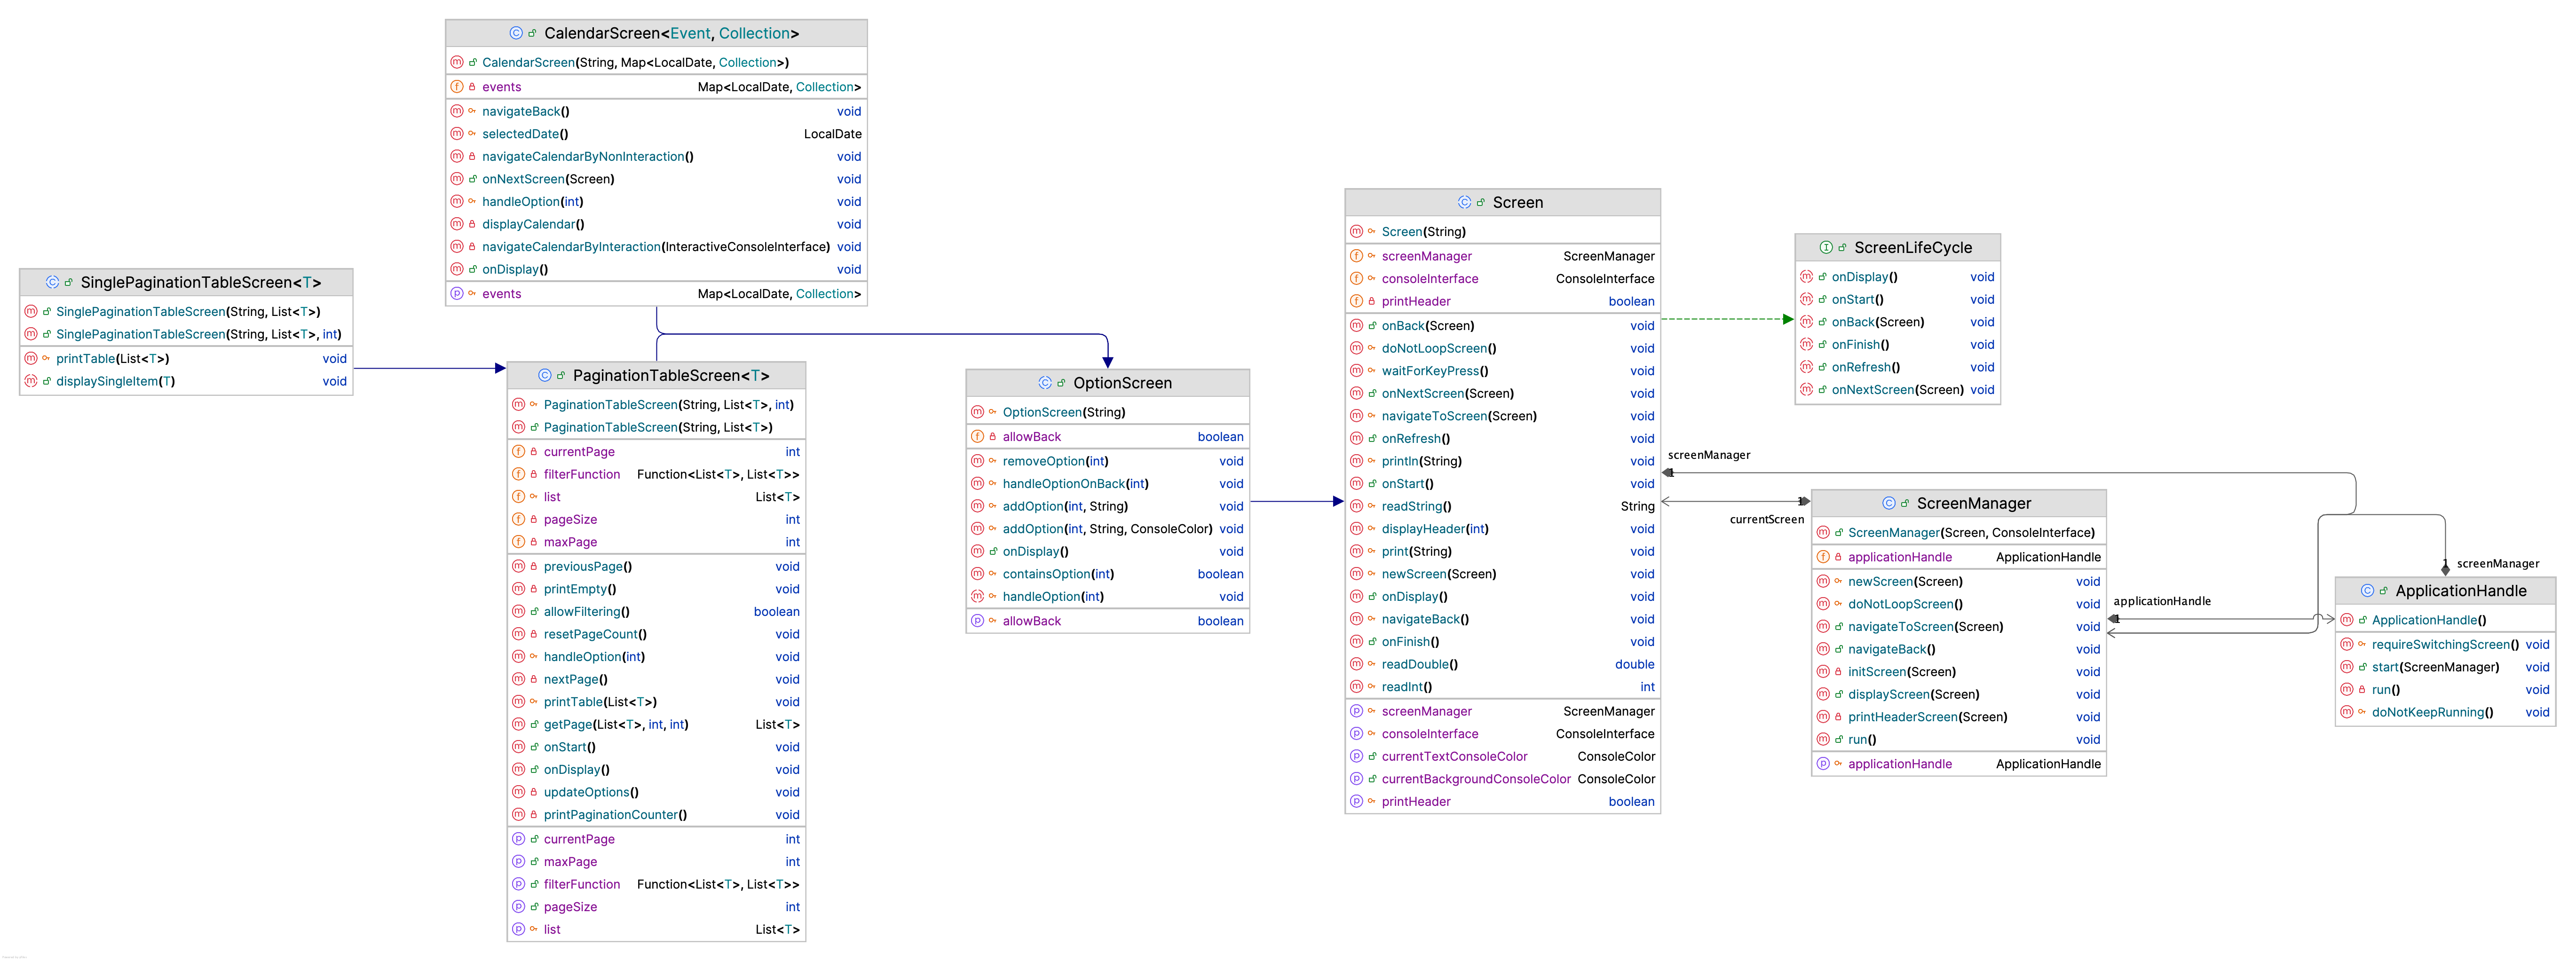 CalendarScreen<Event, Collection>
CalendarScreen(String, Map<LocalDate, Collection>)
events Map<LocalDate, Collection>
navigateBack() void
selectedDate() LocalDate
navigateCalendarByNonInteraction() void
onNextScreen(Screen) void
handleOption(int) void
displayCalendar() void
navigateCalendarByInteraction(InteractiveConsoleInterface) void
onDisplay() void
events Map<LocalDate, Collection>
SinglePaginationTableScreen<T>
SinglePaginationTableScreen(String, List<T>)
SinglePaginationTableScreen(String, List<T>, int)
printTable(List<T>) void
displaySingleItem(T) void
PaginationTableScreen<T>
PaginationTableScreen(String, List<T>, int)
PaginationTableScreen(String, List<T>)
currentPage int
filterFunction Function<List<T>, List<T>>
list List<T>
pageSize int
maxPage int
previousPage() void
printEmpty() void
allowFiltering() boolean
resetPageCount() void
handleOption(int) void
nextPage() void
printTable(List<T>) void
getPage(List<T>, int, int) List<T>
onStart() void
onDisplay() void
updateOptions() void
printPaginationCounter() void
currentPage int
maxPage int
filterFunction Function<List<T>, List<T>>
pageSize int
list List<T>
OptionScreen
OptionScreen(String)
allowBack boolean
removeOption(int) void
handleOptionOnBack(int) void
addOption(int, String) void
addOption(int, String, ConsoleColor) void
onDisplay() void
containsOption(int) boolean
handleOption(int) void
allowBack boolean
Screen
Screen(String)
screenManager ScreenManager
consoleInterface ConsoleInterface
printHeader boolean
onBack(Screen) void
doNotLoopScreen() void
waitForKeyPress() void
onNextScreen(Screen) void
navigateToScreen(Screen) void
onRefresh() void
println(String) void
onStart() void
readString() String
displayHeader(int) void
print(String) void
newScreen(Screen) void
onDisplay() void
navigateBack() void
onFinish() void
readDouble() double
readInt() int
screenManager ScreenManager
consoleInterface ConsoleInterface
currentTextConsoleColor ConsoleColor
currentBackgroundConsoleColor ConsoleColor
printHeader boolean
ScreenLifeCycle
onDisplay() void
onStart() void
onBack(Screen) void
onFinish() void
onRefresh() void
onNextScreen(Screen) void
screenManager
1
1
currentScreen
ScreenManager
ScreenManager(Screen, ConsoleInterface)
applicationHandle ApplicationHandle
newScreen(Screen) void
doNotLoopScreen() void
navigateToScreen(Screen) void
navigateBack() void
initScreen(Screen) void
displayScreen(Screen) void
printHeaderScreen(Screen) void
run() void
applicationHandle ApplicationHandle
applicationHandle
1
1
screenManager
ApplicationHandle
ApplicationHandle()
requireSwitchingScreen() void
start(ScreenManager) void
run() void
doNotKeepRunning() void